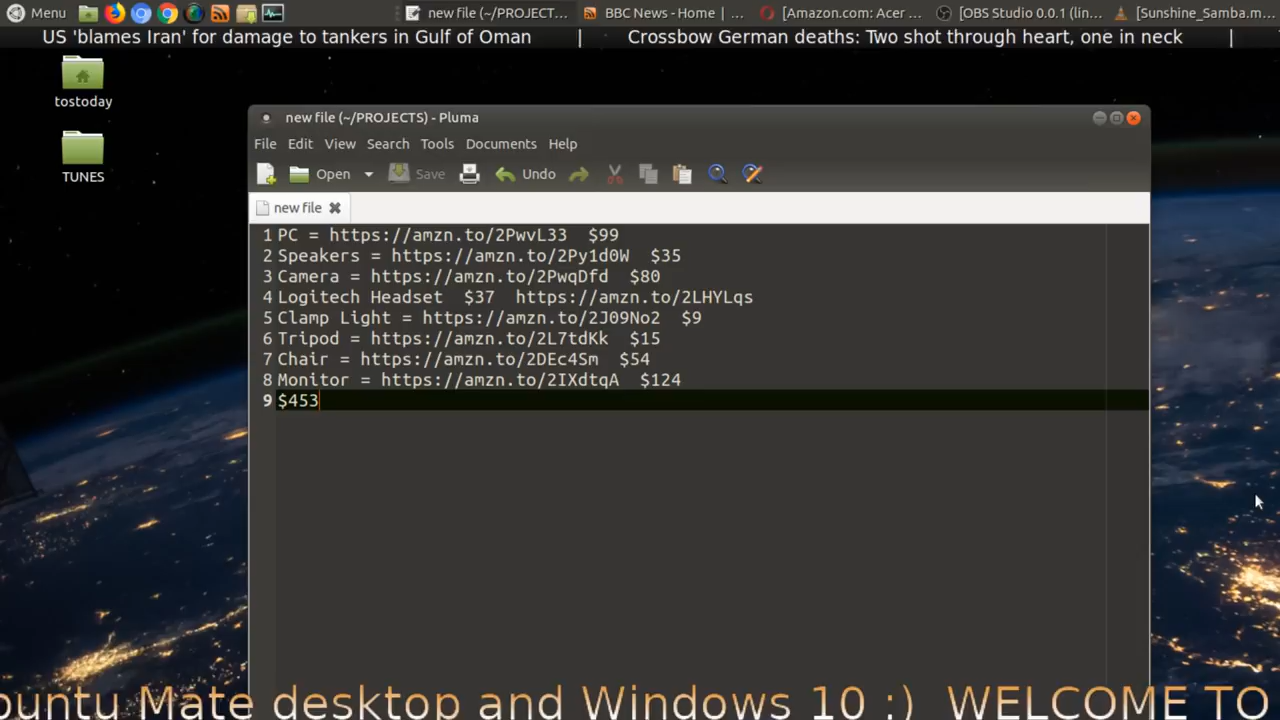 Menu
new file (~/PROJECT...
BBC News - Home | ...
[Amazon.com: Acer ...
[OBS Studio 0.0.1 (lin...
[Sunshine_Samba.m...
US 'blames Iran' for damage to tankers in Gulf of Oman | Crossbow German deaths: Two shot through heart, one in neck |
tostoday
TUNES
new file (~/PROJECTS) - Pluma
File Edit View Search Tools Documents Help
Open Save Undo
new file
1 PC = https://amzn.to/2PwvL33 $99
2 Speakers = https://amzn.to/2Py1d0W $35
3 Camera = https://amzn.to/2PwqDfd $80
4 Logitech Headset $37 https://amzn.to/2LHYLqs
5 Clamp Light = https://amzn.to/2J09No2 $9
6 Tripod = https://amzn.to/2L7tdKk $15
7 Chair = https://amzn.to/2DEc4Sm $54
8 Monitor = https://amzn.to/2IXdtqA $124
9 $453
buntu Mate desktop and Windows 10 :) WELCOME TO